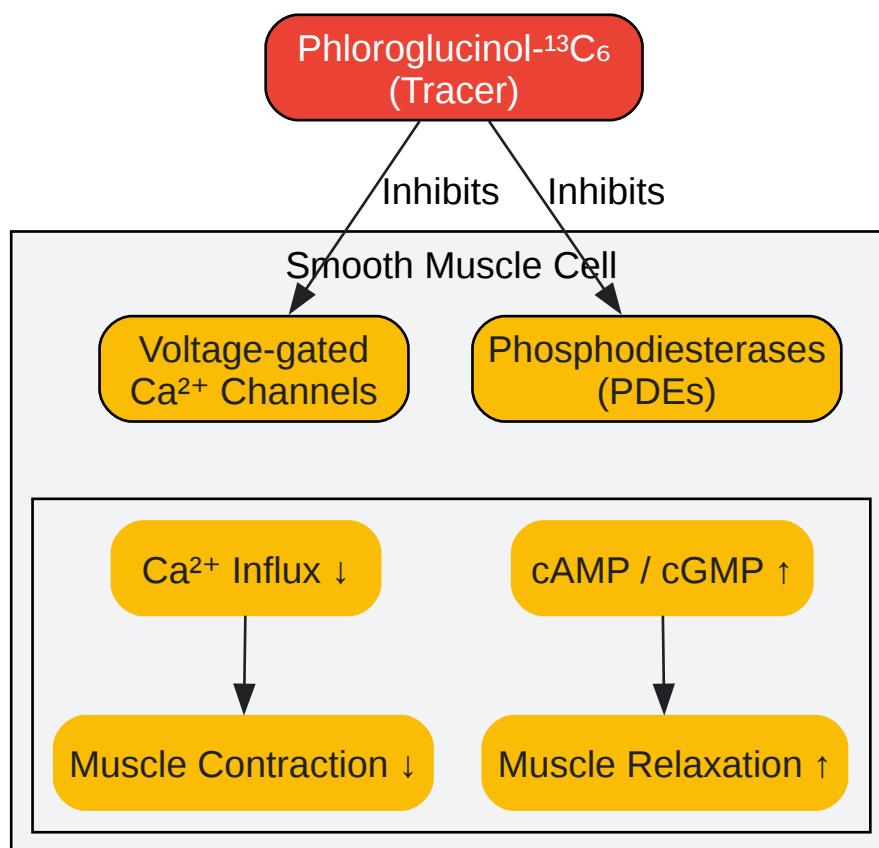 Phloroglucinol-¹³C₆
(Tracer)
Inhibits
Inhibits
Smooth Muscle Cell
Voltage-gated
Ca²⁺ Channels
Phosphodiesterases
(PDEs)
Ca²⁺ Influx ↓
cAMP / cGMP ↑
Muscle Contraction ↓
Muscle Relaxation ↑